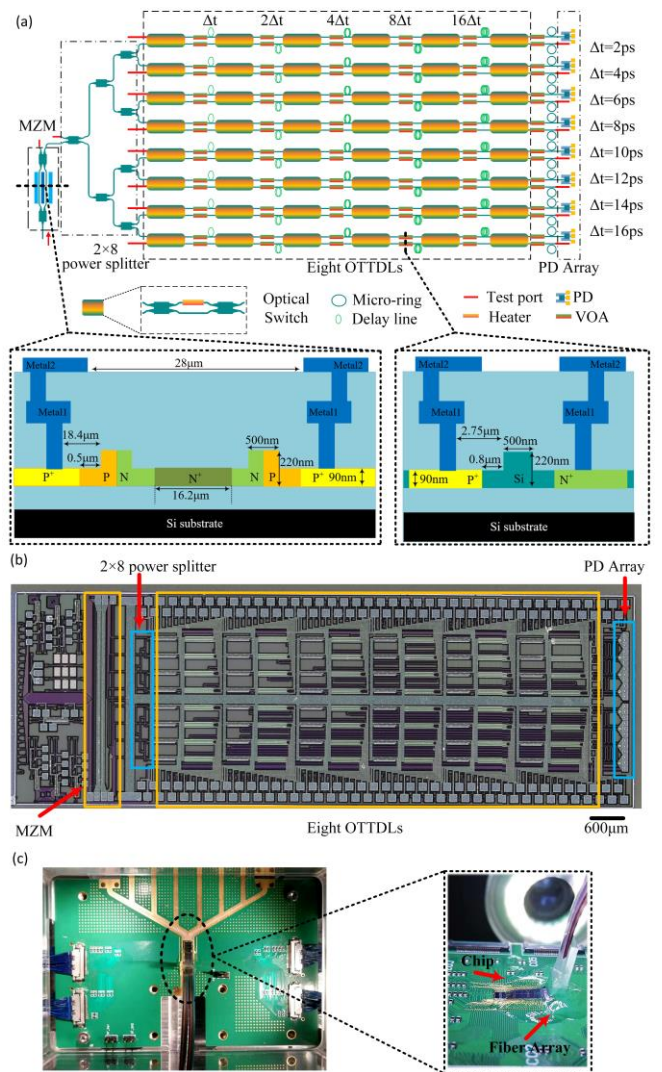 (a)
Δt 2Δt 4Δt 8Δt 16Δt
Δt=2ps
Δt=4ps
Δt=6ps
Δt=8ps
Δt=10ps
Δt=12ps
Δt=14ps
Δt=16ps
MZM
2×8
power splitter
Eight OTTDLs
PD Array
Optical
Switch
Micro-ring
Delay line
Test port
Heater
PD
VOA
Metal2
28μm
Metal2
Metal1
Metal1
18.4μm
0.5μm
500nm
220nm
P⁺ P N N⁺ N P P⁺ 90nm
16.2μm
Si substrate
Metal2
Metal2
Metal1
Metal1
2.75μm
500nm
0.8μm
220nm
90nm P⁺ Si N⁺
Si substrate
(b)
2×8 power splitter
PD Array
MZM
Eight OTTDLs
600μm
(c)
Chip
Fiber Array